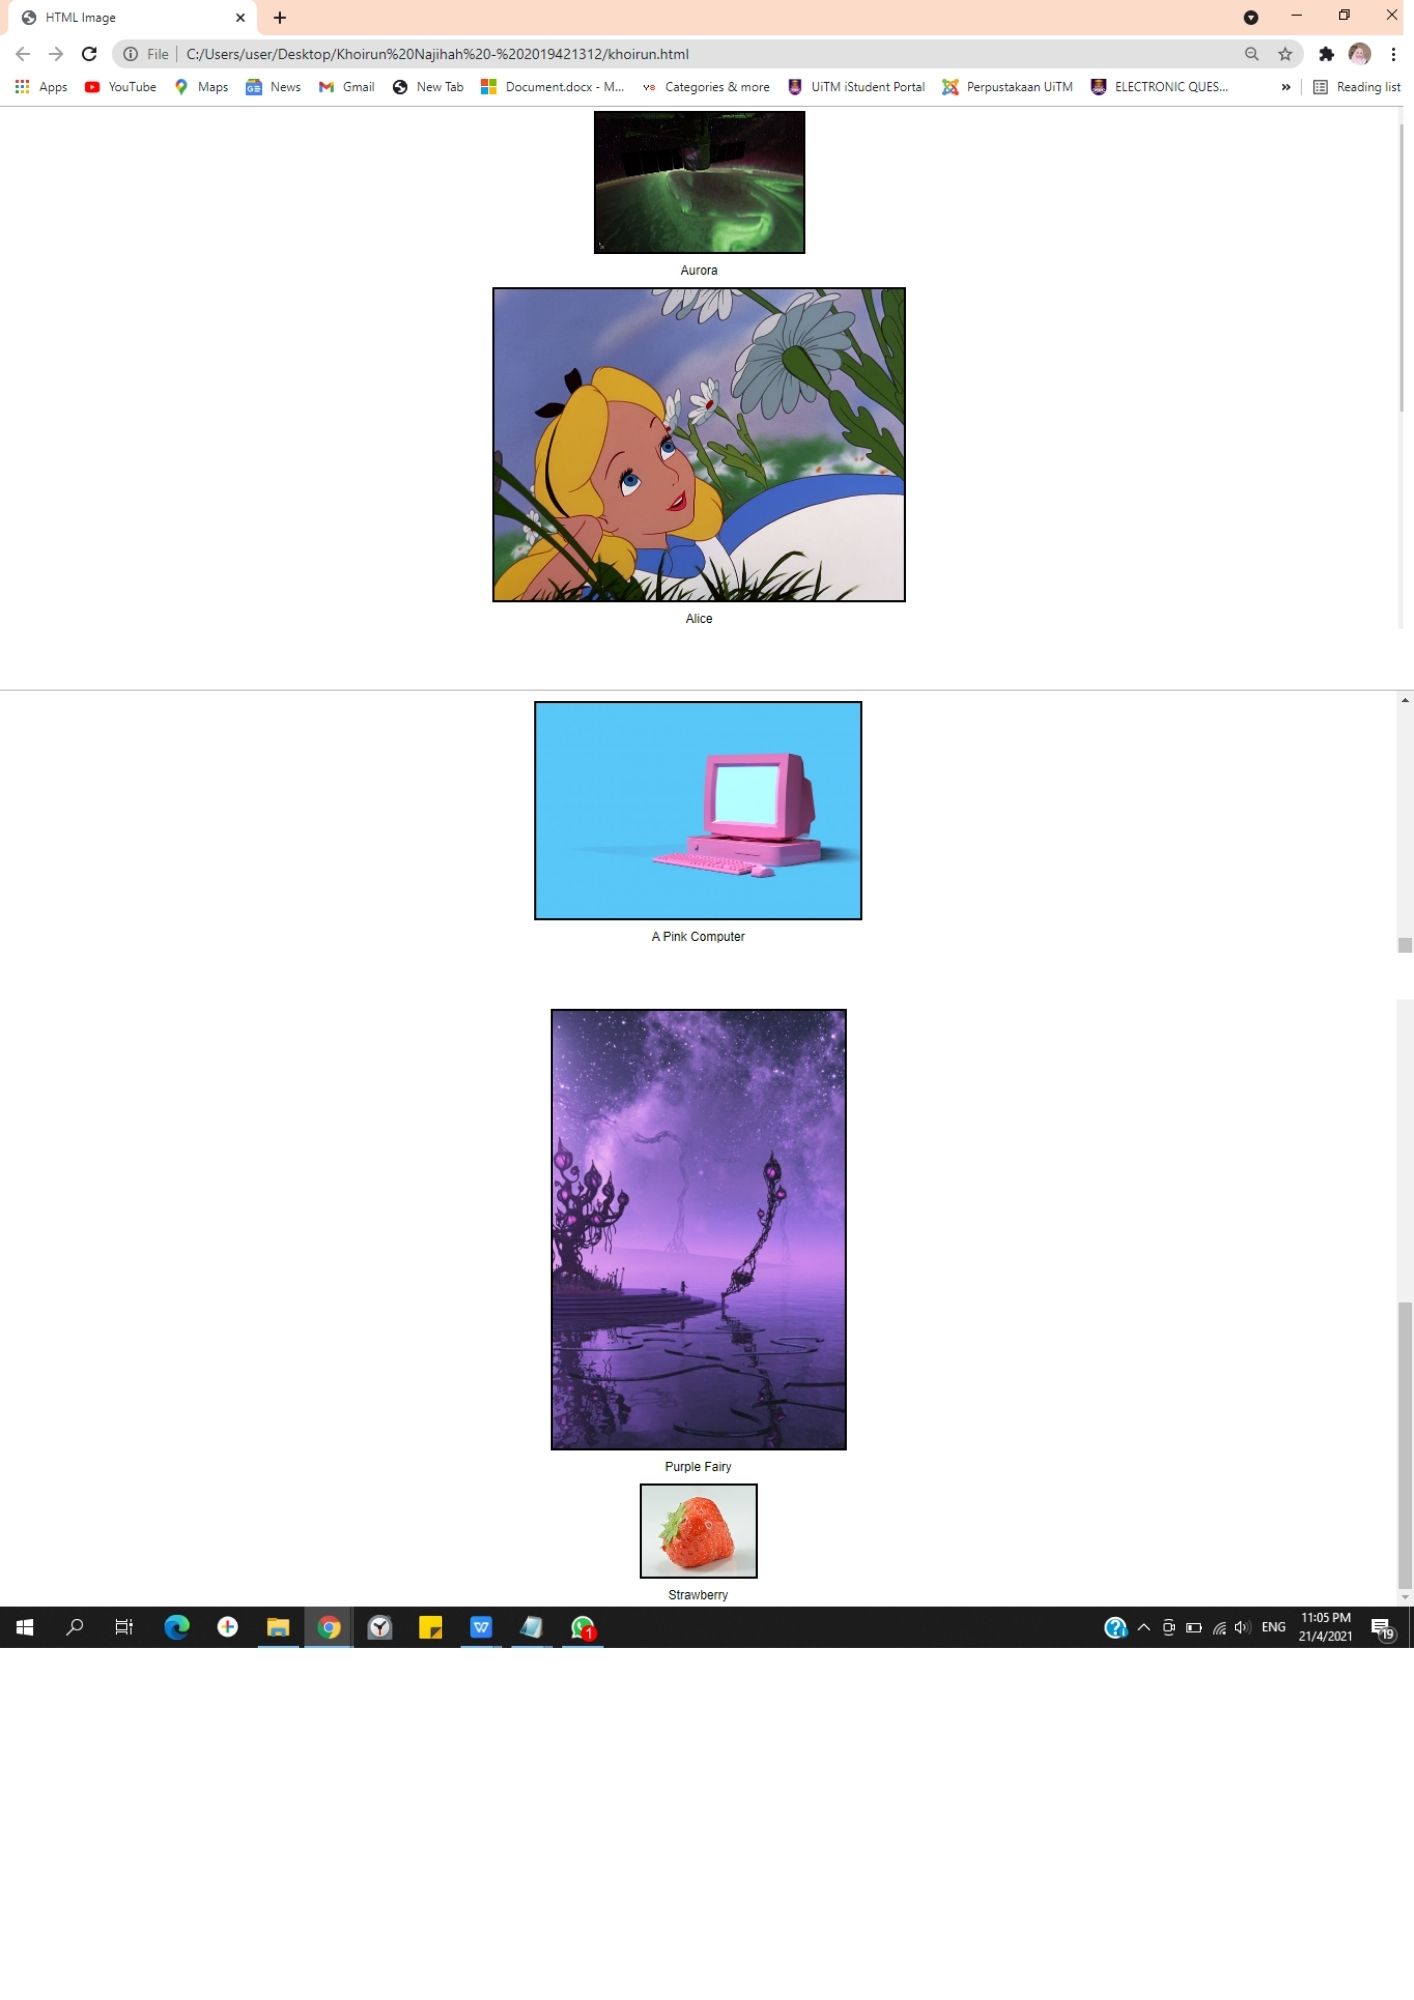 HTML Image
File C:/Users/user/Desktop/Khoirun%20Najihah%20-%202019421312/khoirun.html
Apps YouTube Maps News Gmail New Tab Document.docx - M... Categories & more UiTM iStudent Portal Perpustakaan UiTM ELECTRONIC QUES... » Reading list
Aurora
Alice
A Pink Computer
Purple Fairy
Strawberry
ENG
11:05 PM
21/4/2021
1
19